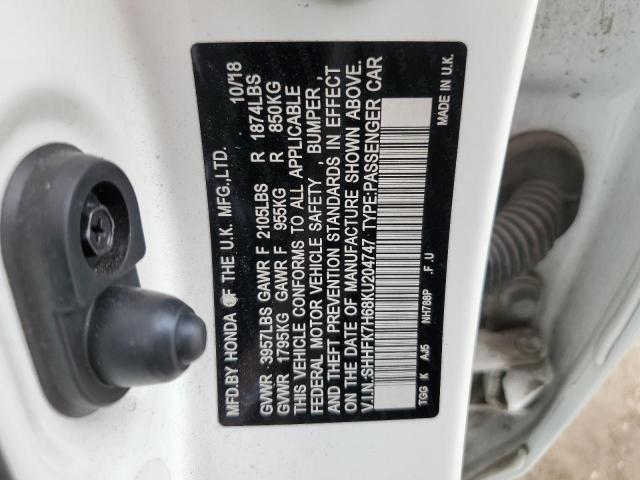 MFD.BY HONDA OF THE U.K. MFG.,LTD. 10/18
GVWR 3957LBS GAWR F 2105LBS R 1874LBS
GVWR 1795KG GAWR F 955KG R 850KG
THIS VEHICLE CONFORMS TO ALL APPLICABLE
FEDERAL MOTOR VEHICLE SAFETY , BUMPER ,
AND THEFT PREVENTION STANDARDS IN EFFECT
ON THE DATE OF MANUFACTURE SHOWN ABOVE.
V.I.N.:SHHFK7H68KU204747 TYPE:PASSENGER CAR
TGG K AJ5 NH788P .F.U MADE IN U.K.